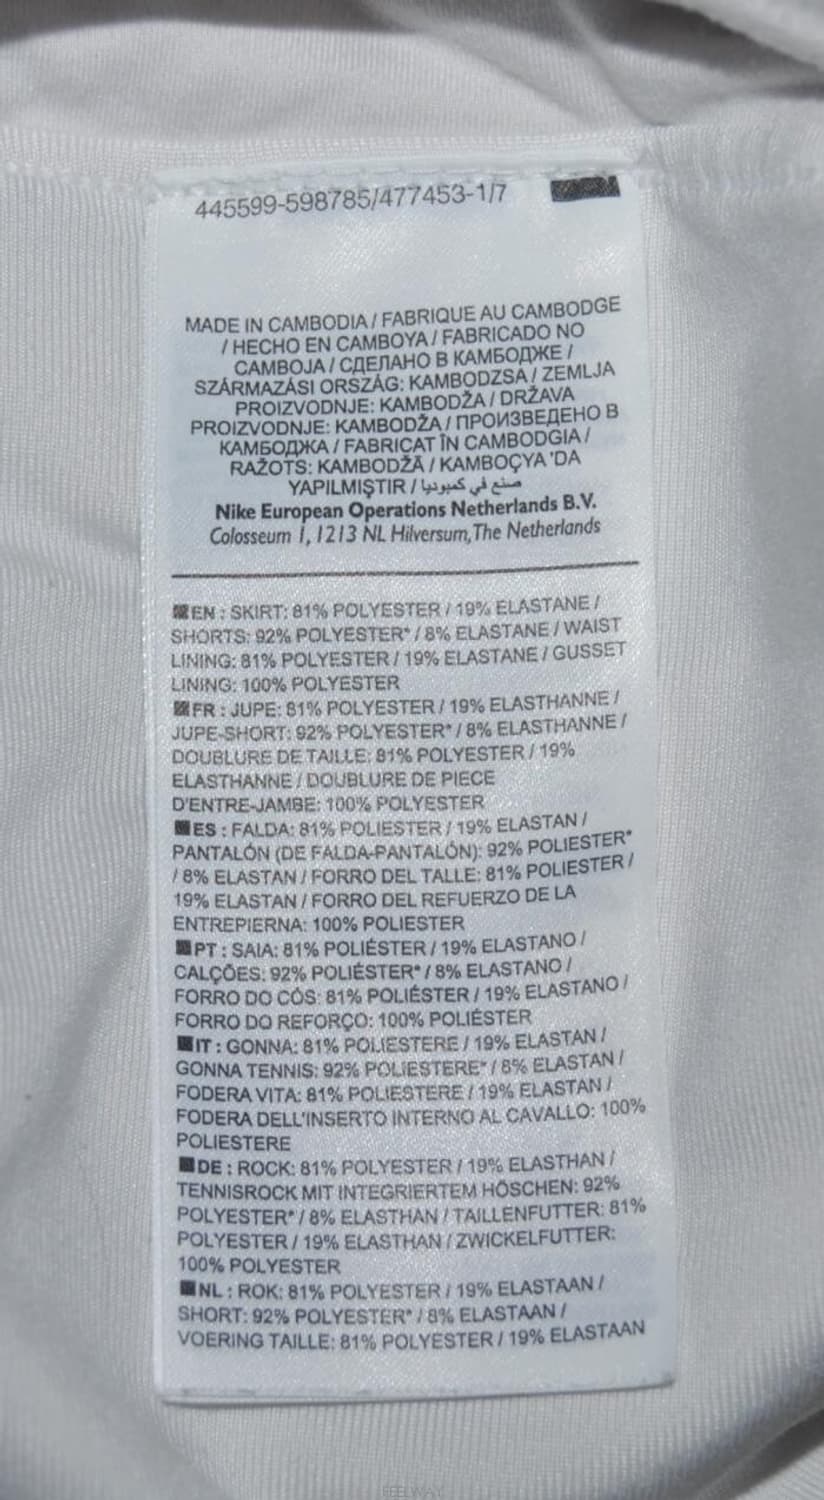 445599-598785/477453-1/7
MADE IN CAMBODIA / FABRIQUE AU CAMBODGE
/ HECHO EN CAMBOYA / FABRICADO NO
CAMBOJA / СДЕЛАНО В КАМБОДЖЕ /
SZÁRMAZÁSI ORSZÁG: KAMBODZSA / ZEMLJA
PROIZVODNJE: KAMBODŽA / DRŽAVA
PROIZVODNJE: KAMBODŽA / ПРОИЗВЕДЕНО В
КАМБОДЖА / FABRICAT ÎN CAMBODGIA /
RAŽOTS: KAMBODŽĀ / KAMBOÇYA 'DA
YAPILMIŞTIR / صنع في كمبوديا
Nike European Operations Netherlands B.V.
Colosseum 1, 1213 NL Hilversum, The Netherlands
EN : SKIRT: 81% POLYESTER / 19% ELASTANE /
SHORTS: 92% POLYESTER* / 8% ELASTANE / WAIST
LINING: 81% POLYESTER / 19% ELASTANE / GUSSET
LINING: 100% POLYESTER
FR : JUPE: 81% POLYESTER / 19% ELASTHANNE /
JUPE-SHORT: 92% POLYESTER* / 8% ELASTHANNE /
DOUBLURE DE TAILLE: 81% POLYESTER / 19%
ELASTHANNE / DOUBLURE DE PIECE
D'ENTRE-JAMBE: 100% POLYESTER
ES : FALDA: 81% POLIESTER / 19% ELASTAN /
PANTALÓN (DE FALDA-PANTALÓN): 92% POLIESTER*
/ 8% ELASTAN / FORRO DEL TALLE: 81% POLIESTER /
19% ELASTAN / FORRO DEL REFUERZO DE LA
ENTREPIERNA: 100% POLIESTER
PT : SAIA: 81% POLIÉSTER / 19% ELASTANO /
CALÇÕES: 92% POLIÉSTER* / 8% ELASTANO /
FORRO DO CÓS: 81% POLIÉSTER / 19% ELASTANO /
FORRO DO REFORÇO: 100% POLIÉSTER
IT : GONNA: 81% POLIESTERE / 19% ELASTAN /
GONNA TENNIS: 92% POLIESTERE* / 8% ELASTAN /
FODERA VITA: 81% POLIESTERE / 19% ELASTAN /
FODERA DELL'INSERTO INTERNO AL CAVALLO: 100%
POLIESTERE
DE : ROCK: 81% POLYESTER / 19% ELASTHAN /
TENNISROCK MIT INTEGRIERTEM HÖSCHEN: 92%
POLYESTER* / 8% ELASTHAN / TAILLENFUTTER: 81%
POLYESTER / 19% ELASTHAN / ZWICKELFUTTER:
100% POLYESTER
NL : ROK: 81% POLYESTER / 19% ELASTAAN /
SHORT: 92% POLYESTER* / 8% ELASTAAN /
VOERING TAILLE: 81% POLYESTER / 19% ELASTAAN
FEELWAY